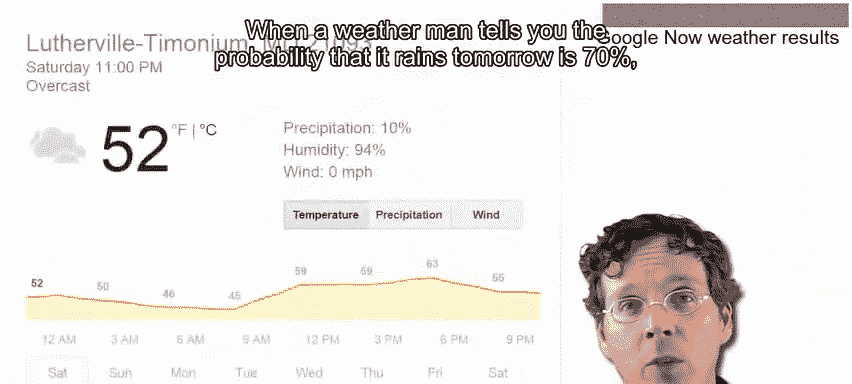 When a weather man tells you the
probability that it rains tomorrow is 70%,
Google Now weather results
Lutherville-Timonium, MD 21093
Saturday 11:00 PM
Overcast
52 °F | °C
Precipitation: 10%
Humidity: 94%
Wind: 0 mph
Temperature Precipitation Wind
52 50 46 45 59 59 63 55
12 AM 3 AM 6 AM 9 AM 12 PM 3 PM 6 PM 9 PM
Sat Sun Mon Tue Wed Thu Fri Sat